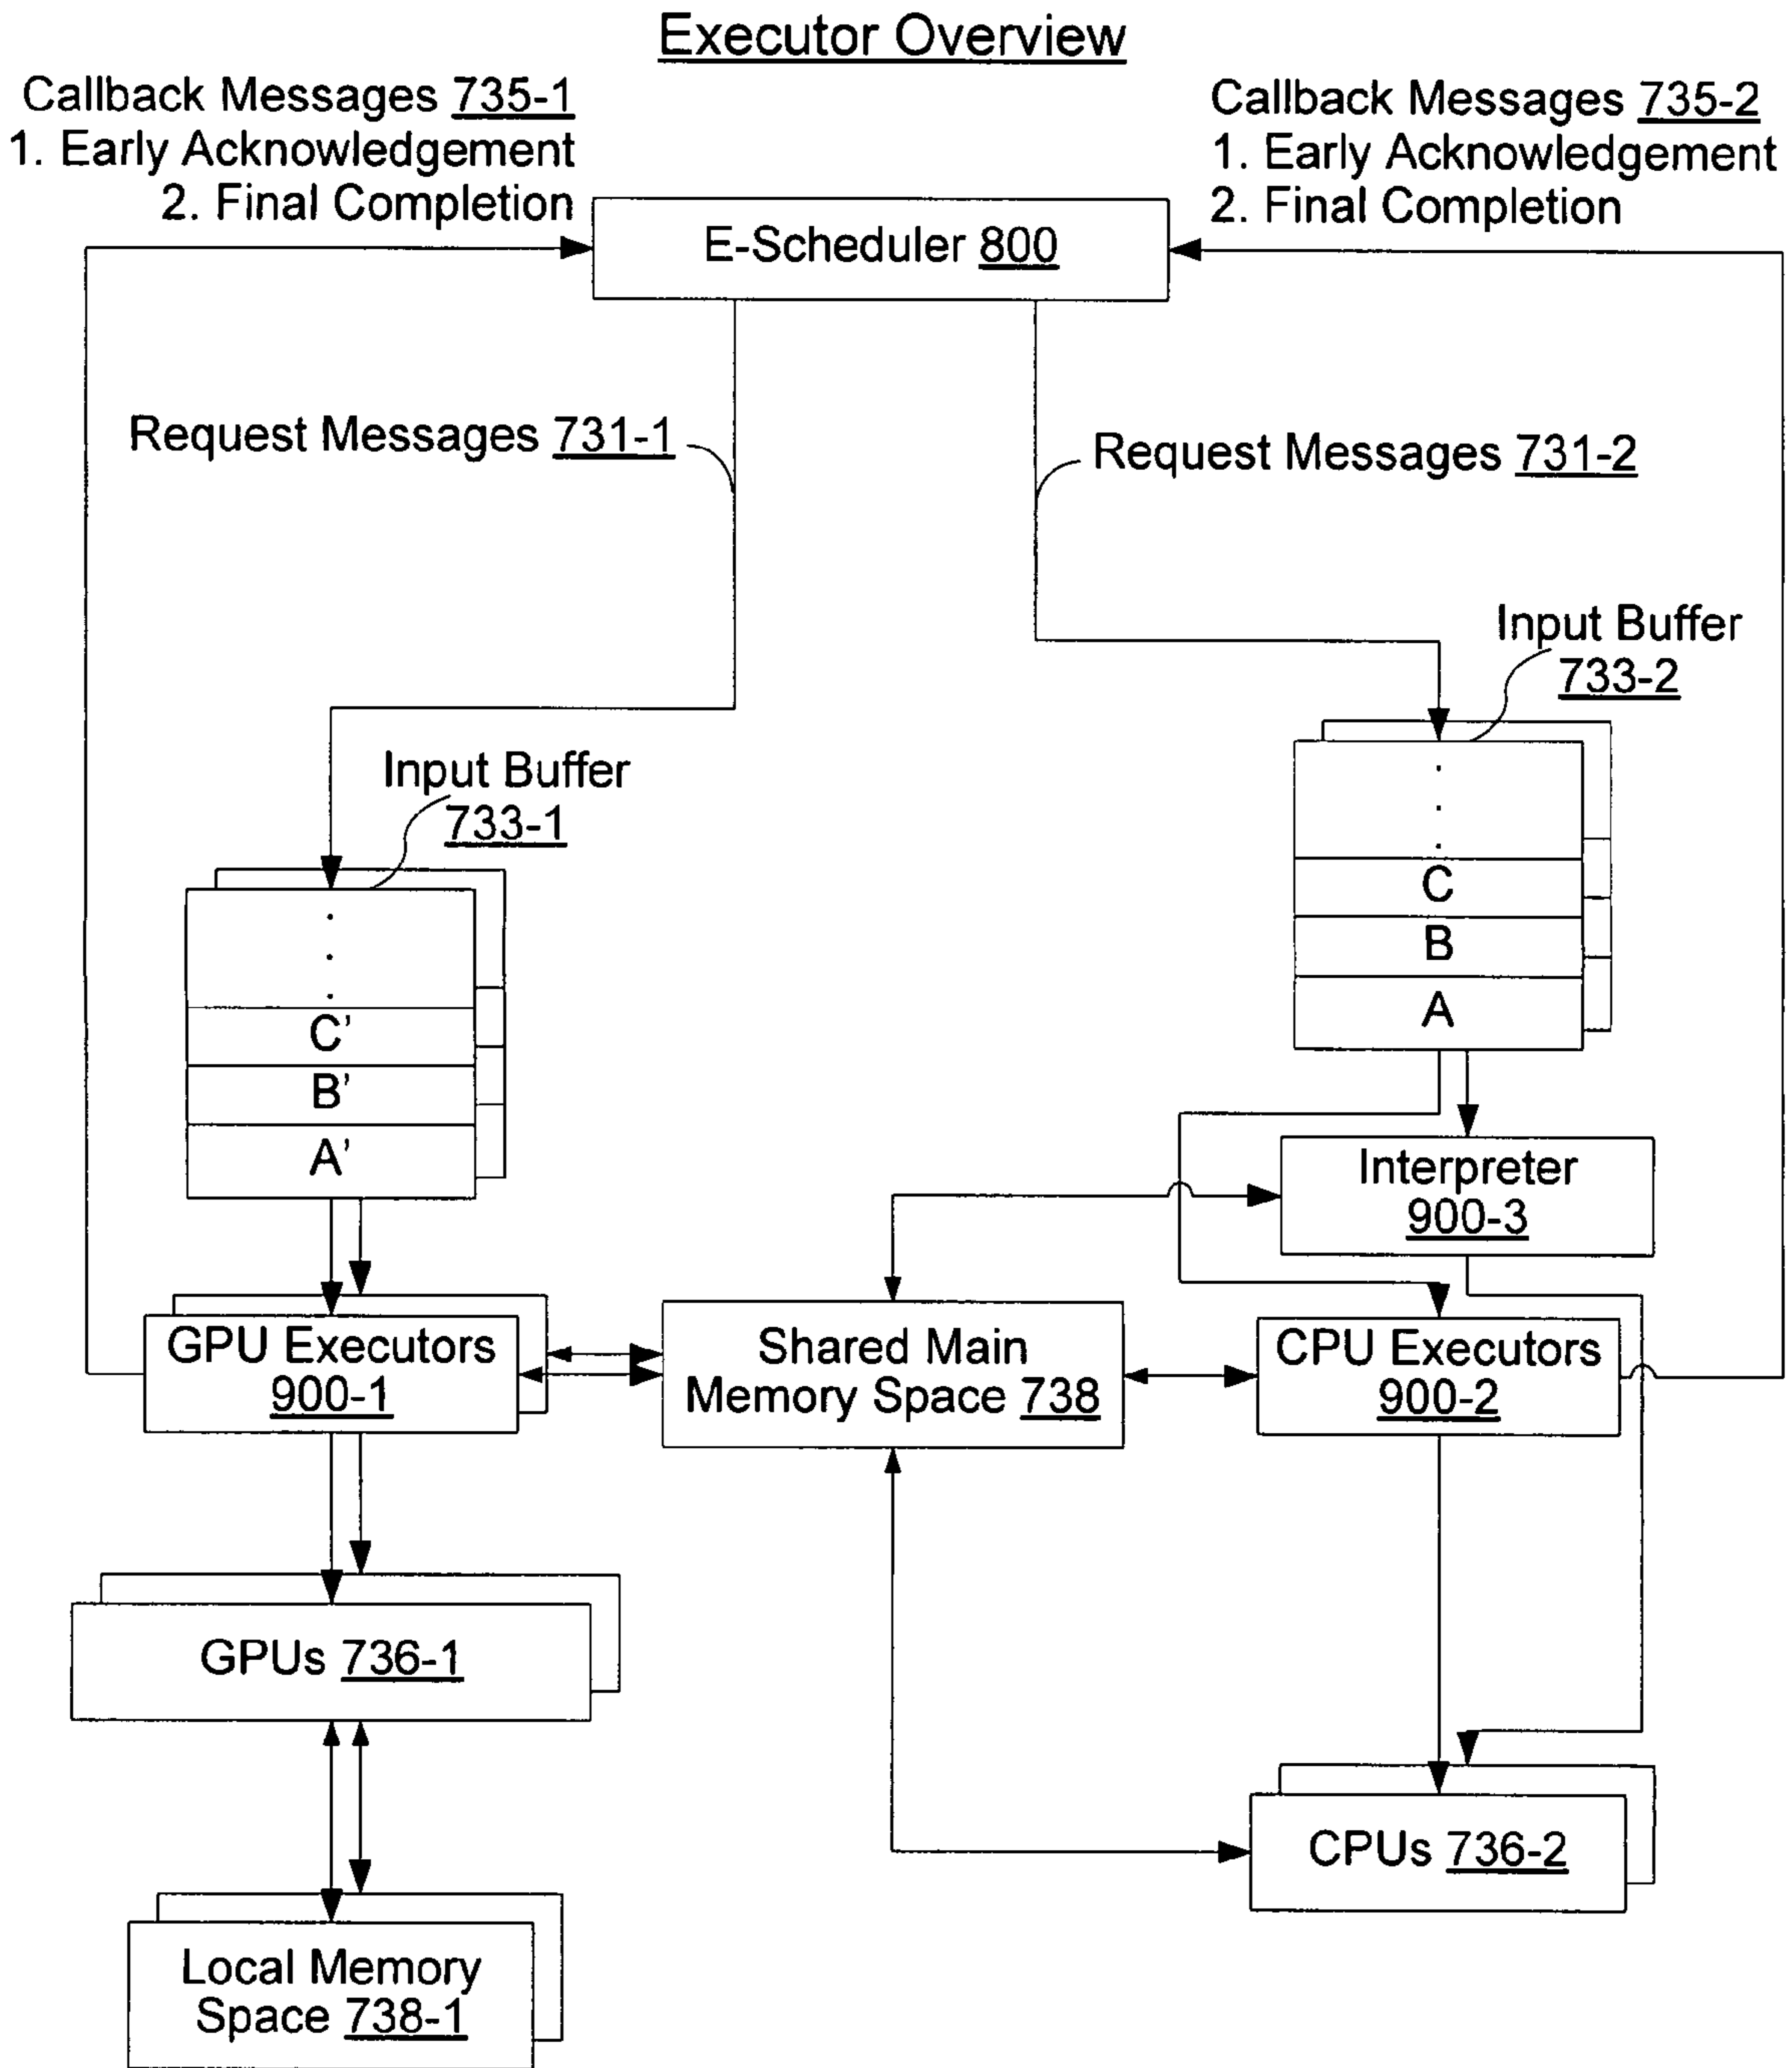 Executor Overview
Callback Messages 735-1
1. Early Acknowledgement
2. Final Completion
Callback Messages 735-2
1. Early Acknowledgement
2. Final Completion
E-Scheduler 800
Request Messages 731-1
Request Messages 731-2
Input Buffer
733-2
Input Buffer
733-1
C
B
A
C'
B'
A'
Interpreter
900-3
GPU Executors
900-1
Shared Main
Memory Space 738
CPU Executors
900-2
GPUs 736-1
CPUs 736-2
Local Memory
Space 738-1